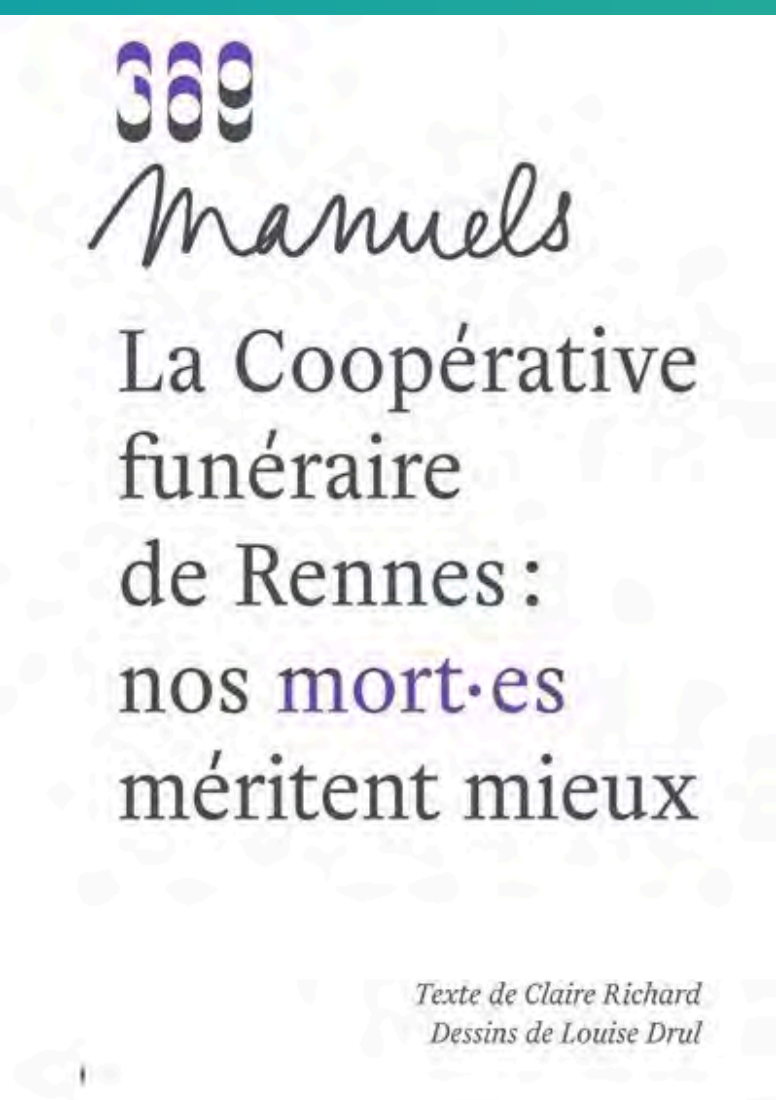 369
manuels
La Coopérative
funéraire
de Rennes :
nos mort·es
méritent mieux
Texte de Claire Richard
Dessins de Louise Drul